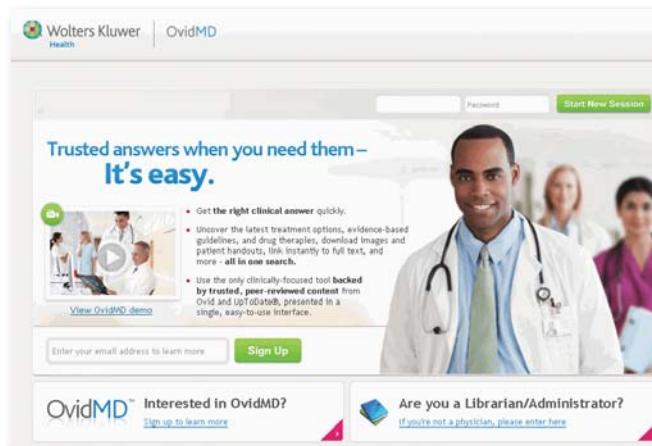 Wolters Kluwer
Health
OvidMD
Password
Start New Session
Trusted answers when you need them–
It's easy.
Get the right clinical answer quickly.
Uncover the latest treatment options, evidence-based
guidelines, and drug therapies, download images and
patient handouts, link instantly to full text, and
more - all in one search.
Use the only clinically-focused tool backed
by trusted, peer-reviewed content from
Ovid and UpToDate®, presented in a
single, easy-to-use interface.
View OvidMD demo
Enter your email address to learn more
Sign Up
OvidMD™
Interested in OvidMD?
Sign up to learn more
Are you a Librarian/Administrator?
If you're not a physician, please enter here